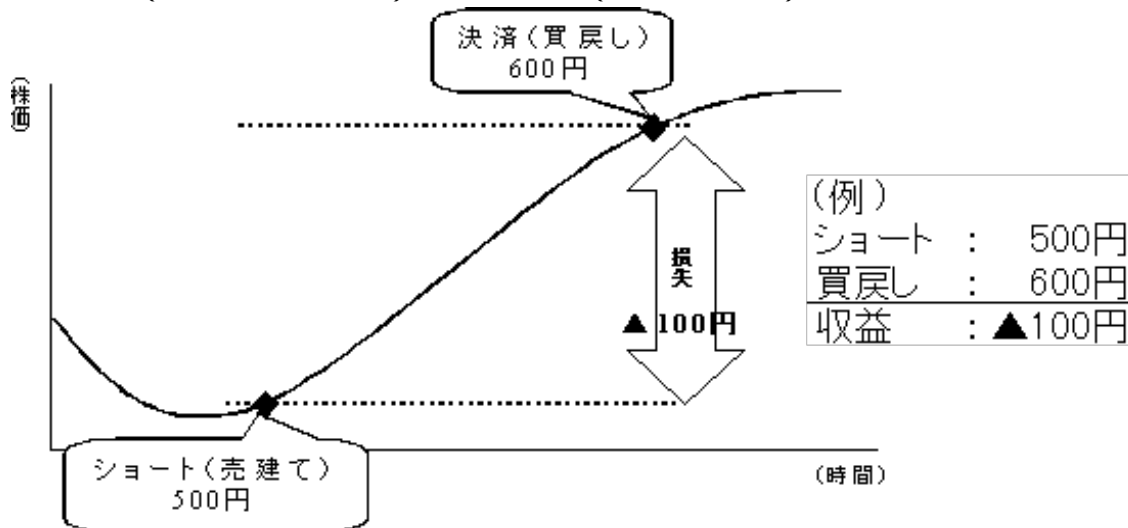 決済(買戻し)
600円
(株価)
損失
▲100円
(例)
ショート : 500円
買戻し : 600円
収益 :▲100円
ショート(売建て)
500円
(時間)